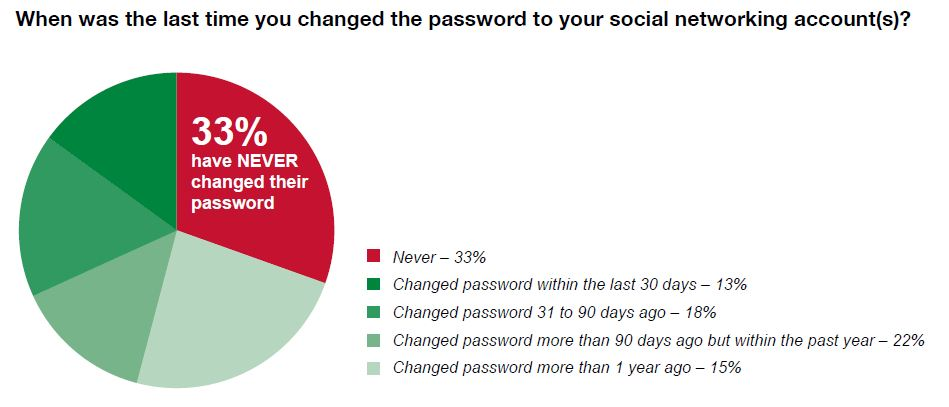 When was the last time you changed the password to your social networking account(s)?
33%
have NEVER
changed their
password
Never – 33%
Changed password within the last 30 days – 13%
Changed password 31 to 90 days ago – 18%
Changed password more than 90 days ago but within the past year – 22%
Changed password more than 1 year ago – 15%